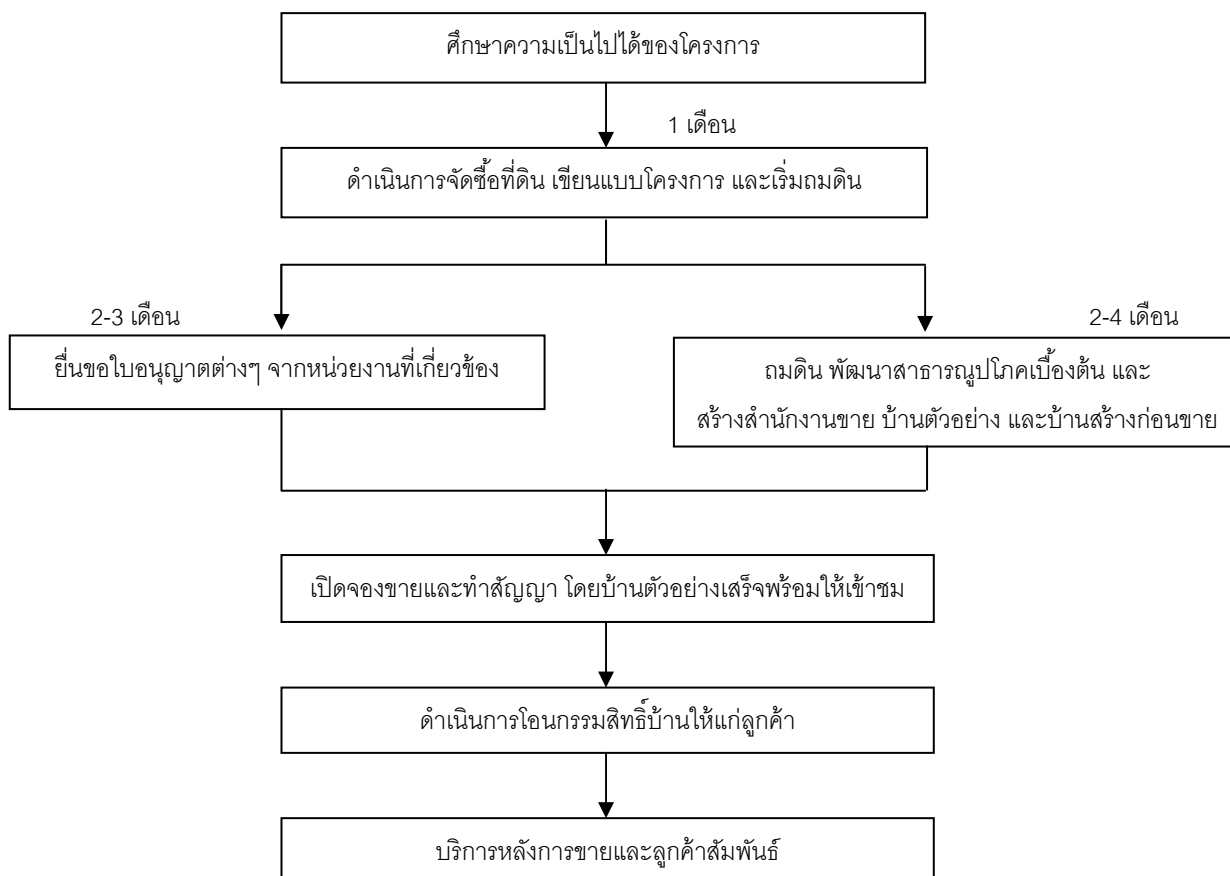 ศึกษาความเป็นไปได้ของโครงการ
1 เดือน
ดำเนินการจัดซื้อที่ดิน เขียนแบบโครงการ และเริ่มถมดิน
2-3 เดือน
2-4 เดือน
ยื่นขอใบอนุญาตต่างๆ จากหน่วยงานที่เกี่ยวข้อง
ถมดิน พัฒนาสาธารณูปโภคเบื้องต้น และ
สร้างสำนักงานขาย บ้านตัวอย่าง และบ้านสร้างก่อนขาย
เปิดจองขายและทำสัญญา โดยบ้านตัวอย่างเสร็จพร้อมให้เข้าชม
ดำเนินการโอนกรรมสิทธิ์บ้านให้แก่ลูกค้า
บริการหลังการขายและลูกค้าสัมพันธ์